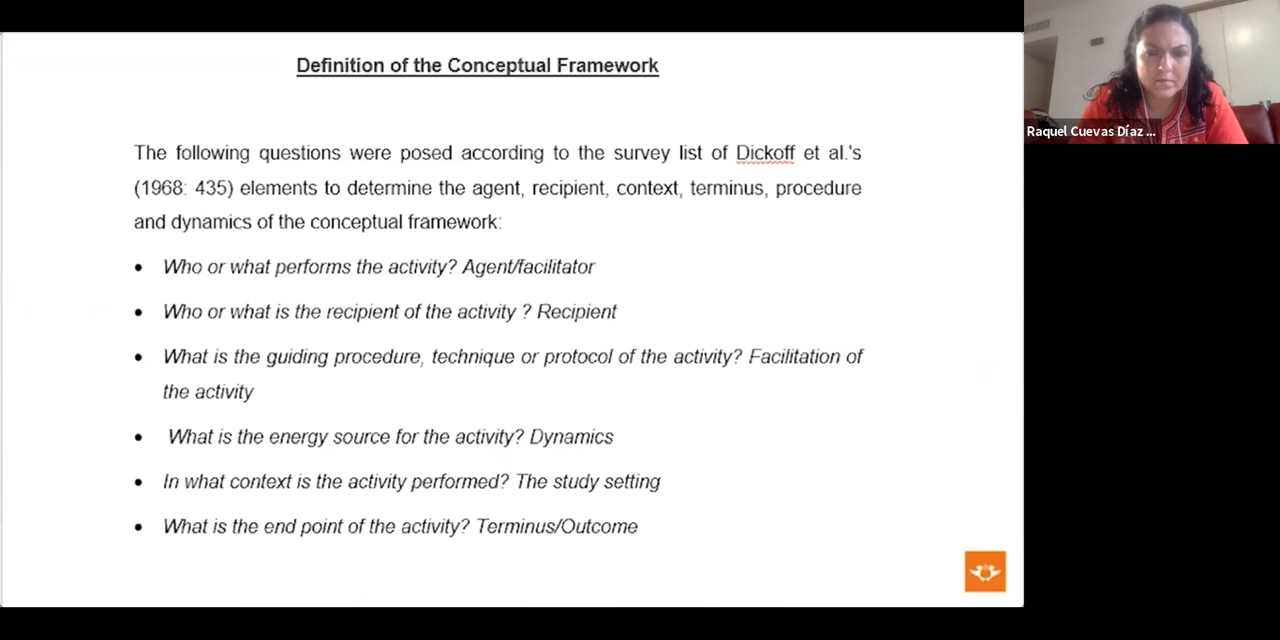 Definition of the Conceptual Framework
The following questions were posed according to the survey list of Dickoff et al.'s
(1968: 435) elements to determine the agent, recipient, context, terminus, procedure
and dynamics of the conceptual framework:
• Who or what performs the activity? Agent/facilitator
• Who or what is the recipient of the activity ? Recipient
• What is the guiding procedure, technique or protocol of the activity? Facilitation of
the activity
• What is the energy source for the activity? Dynamics
• In what context is the activity performed? The study setting
• What is the end point of the activity? Terminus/Outcome
Raquel Cuevas Díaz ...